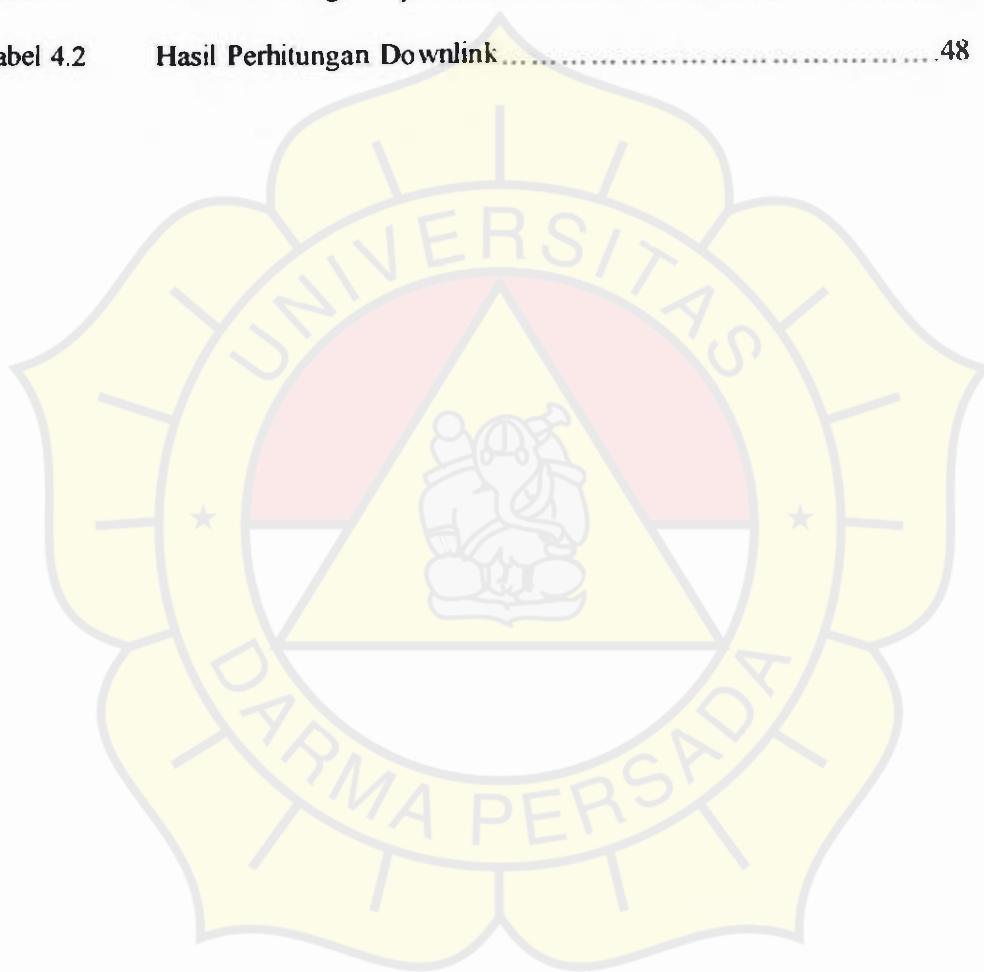 abel 4.2 Hasil Perhitungan Downlink ................................................ .48
UNIVERSITAS
DARMA PERSADA